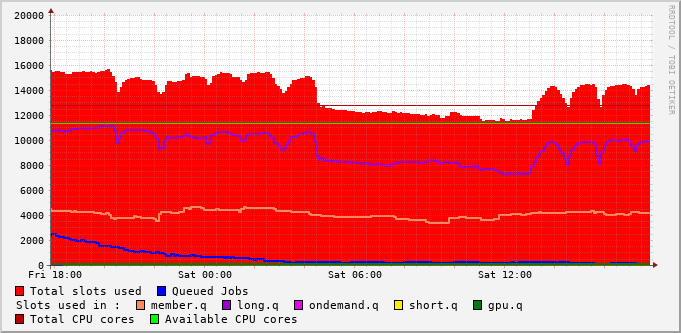 20000
18000
16000
14000
12000
10000
8000
6000
4000
2000
0
Fri 18:00 Sat 00:00 Sat 06:00 Sat 12:00
RRDTOOL / TOBI OETIKER
Total slots used Queued Jobs
Slots used in : member.q long.q ondemand.q short.q gpu.q
Total CPU cores Available CPU cores